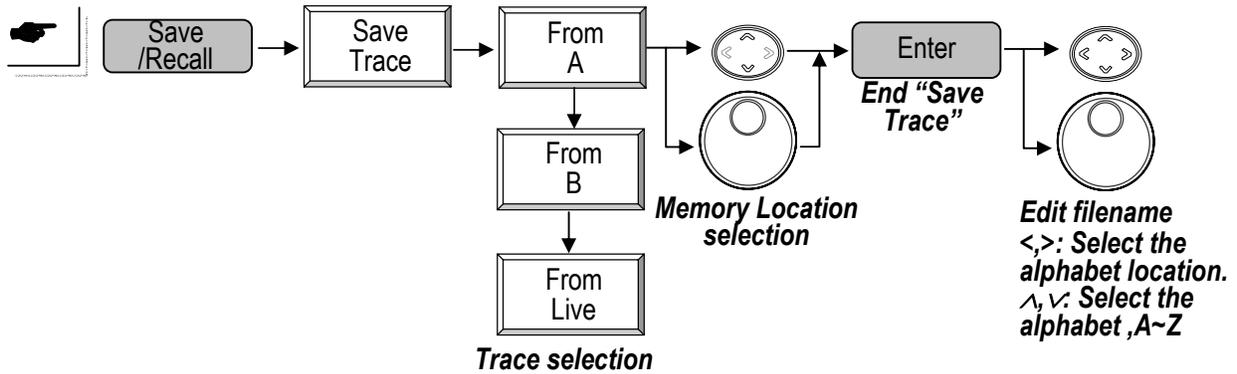 Save
/Recall
Save
Trace
From
A
Enter
End “Save
Trace”
From
B
Memory Location
selection
From
Live
Trace selection
Edit filename
<,>: Select the
alphabet location.
∧,∨: Select the
alphabet ,A~Z